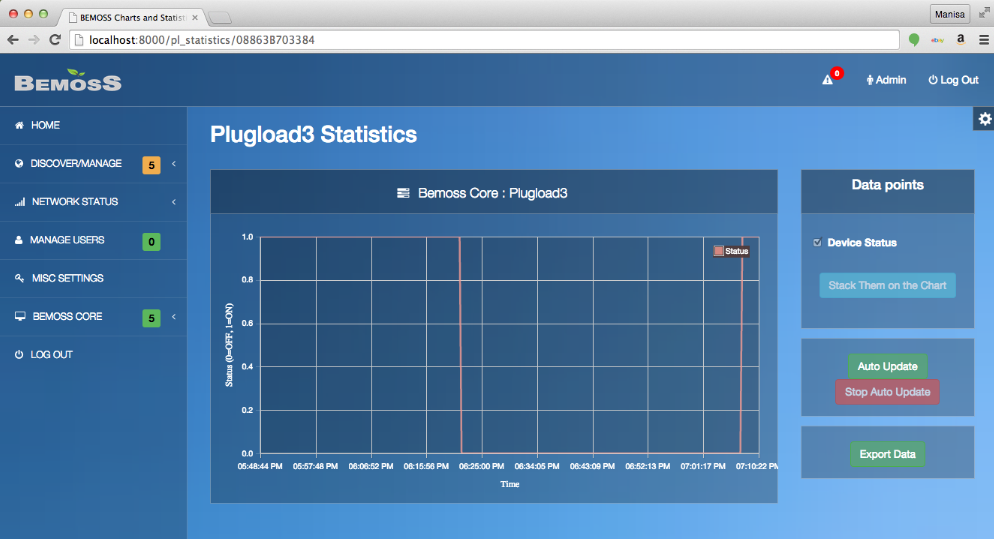 BEMOSS Charts and Statist
Manisa
localhost:8000/pl_statistics/08863B703384
ebay
a
BEMOSS
0
Admin
Log Out
HOME
DISCOVER/MANAGE 5
NETWORK STATUS
MANAGE USERS 0
MISC SETTINGS
BEMOSS CORE 5
LOG OUT
Plugload3 Statistics
Bemoss Core : Plugload3
Status
Status (0=OFF, 1=ON)
1.0
0.8
0.6
0.4
0.2
0.0
05:48:44 PM 05:57:48 PM 06:06:52 PM 06:15:56 PM 06:25:00 PM 06:34:05 PM 06:43:09 PM 06:52:13 PM 07:01:17 PM 07:10:22 PM
Time
Data points
Device Status
Stack Them on the Chart
Auto Update
Stop Auto Update
Export Data